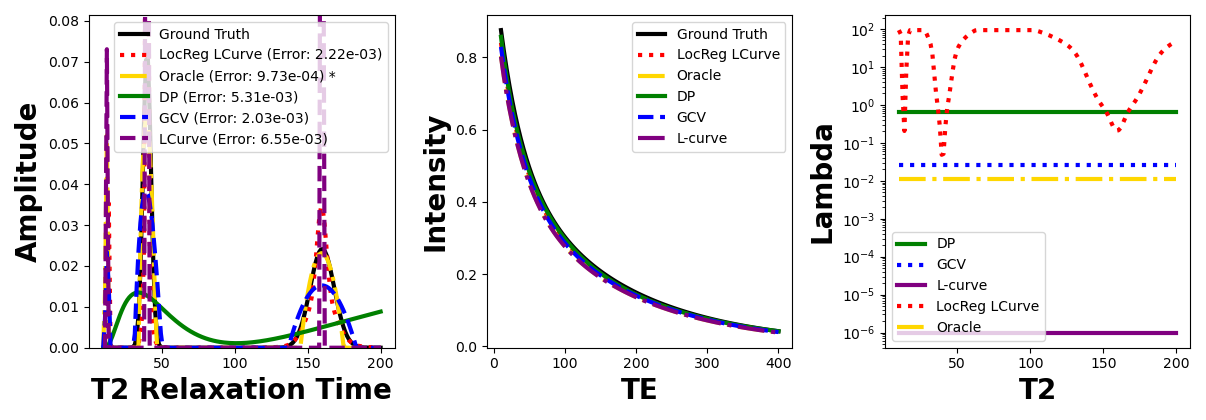 0.08
0.07
0.06
0.05
0.04
0.03
0.02
0.01
0.00
Amplitude
Ground Truth
LocReg LCurve (Error: 2.22e-03)
Oracle (Error: 9.73e-04) *
DP (Error: 5.31e-03)
GCV (Error: 2.03e-03)
LCurve (Error: 6.55e-03)
50 100 150 200
T2 Relaxation Time
0.8
0.6
0.4
0.2
0.0
Intensity
Ground Truth
LocReg LCurve
Oracle
DP
GCV
L-curve
0 100 200 300 400
TE
10^2
10^1
10^0
10^-1
10^-2
10^-3
10^-4
10^-5
10^-6
Lambda
DP
GCV
L-curve
LocReg LCurve
Oracle
50 100 150 200
T2